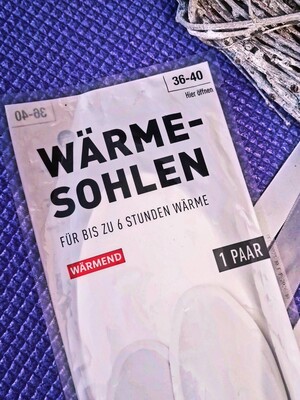 36-40
36-40
Hier öffnen
WÄRME-
SOHLEN
FÜR BIS ZU 6 STUNDEN WÄRME
WÄRMEND
1 PAAR